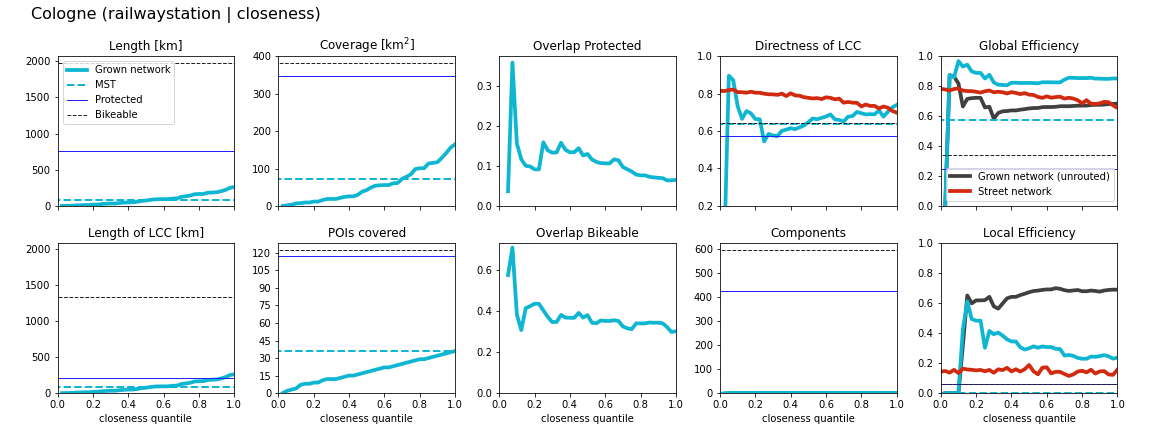 Cologne (railwaystation | closeness)
Length [km]
2000
1500
1000
500
0
Grown network
MST
Protected
Bikeable
Coverage [km²]
400
300
200
100
0
Overlap Protected
0.3
0.2
0.1
0.0
Directness of LCC
1.0
0.8
0.6
0.4
0.2
Global Efficiency
1.0
0.8
0.6
0.4
0.2
0.0
Grown network (unrouted)
Street network
Length of LCC [km]
2000
1500
1000
500
0
0.0 0.2 0.4 0.6 0.8 1.0
closeness quantile
POIs covered
120
105
90
75
60
45
30
15
0
0.0 0.2 0.4 0.6 0.8 1.0
closeness quantile
Overlap Bikeable
0.6
0.4
0.2
0.0
0.0 0.2 0.4 0.6 0.8 1.0
closeness quantile
Components
600
500
400
300
200
100
0
0.0 0.2 0.4 0.6 0.8 1.0
closeness quantile
Local Efficiency
1.0
0.8
0.6
0.4
0.2
0.0
0.0 0.2 0.4 0.6 0.8 1.0
closeness quantile